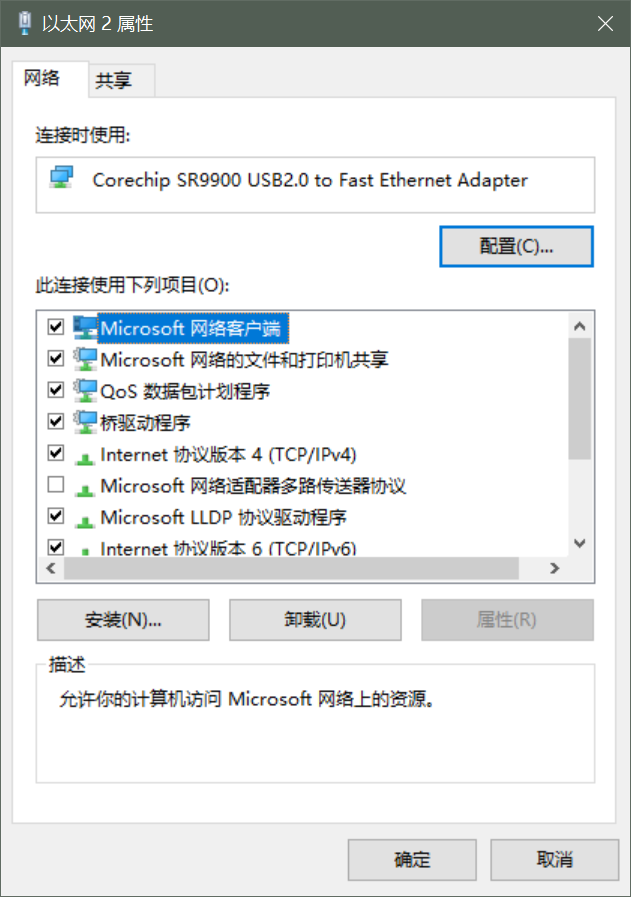 以太网 2 属性
网络
共享
连接时使用:
Corechip SR9900 USB2.0 to Fast Ethernet Adapter
配置(C)...
此连接使用下列项目(O):
Microsoft 网络客户端
Microsoft 网络的文件和打印机共享
QoS 数据包计划程序
桥驱动程序
Internet 协议版本 4 (TCP/IPv4)
Microsoft 网络适配器多路传送器协议
Microsoft LLDP 协议驱动程序
Internet 协议版本 6 (TCP/IPv6)
安装(N)...
卸载(U)
属性(R)
描述
允许你的计算机访问 Microsoft 网络上的资源。
确定
取消